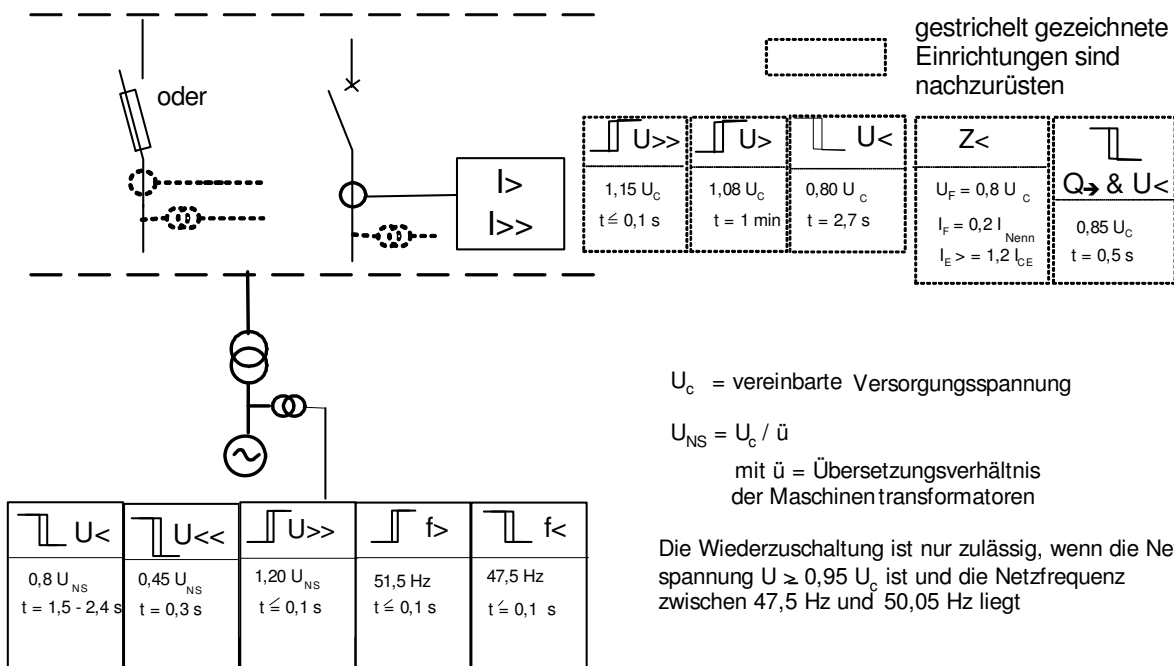 gestrichelt gezeichnete
Einrichtungen sind
nachzurüsten
oder
I>
I>>
U>>
1,15 U_C
t ≦ 0,1 s
U>
1,08 U_C
t = 1 min
U<
0,80 U_C
t = 2,7 s
Z<
U_F = 0,8 U_C
I_F = 0,2 I_Nenn
I_E > = 1,2 I_CE
Q→ & U<
0,85 U_C
t = 0,5 s
U_c = vereinbarte Versorgungsspannung
U_NS = U_c / ü
mit ü = Übersetzungsverhältnis
der Maschinentransformatoren
U<
0,8 U_NS
t = 1,5 - 2,4 s
U<<
0,45 U_NS
t = 0,3 s
U>>
1,20 U_NS
t ≦ 0,1 s
f>
51,5 Hz
t ≦ 0,1 s
f<
47,5 Hz
t ≦ 0,1 s
Die Wiederzuschaltung ist nur zulässig, wenn die Ne
spannung U ≥ 0,95 U_c ist und die Netzfrequenz
zwischen 47,5 Hz und 50,05 Hz liegt